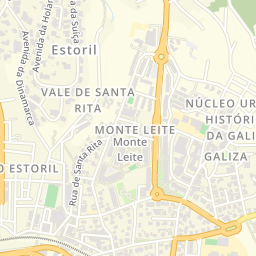 Avenida da Holan
da Suíça
Estoril
Avenida da Dinamarca
VALE DE SANTA
RITA
NÚCLEO UR
HISTÓRI
DA GALI
GALIZA
MONTE LEITE
Monte
Leite
Rua de Santa Rita
O ESTORIL